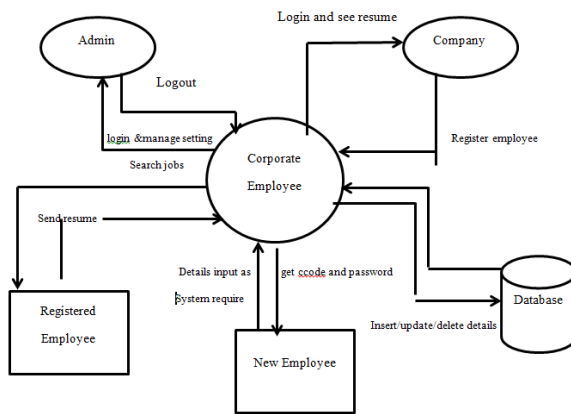 Login and see resume
Admin
Company
Logout
login &manage setting
Register employee
Search jobs
Corporate
Employee
Send resume
Details input as
get ccode and password
System require
Registered
Employee
Database
Insert/update/delete details
New Employee